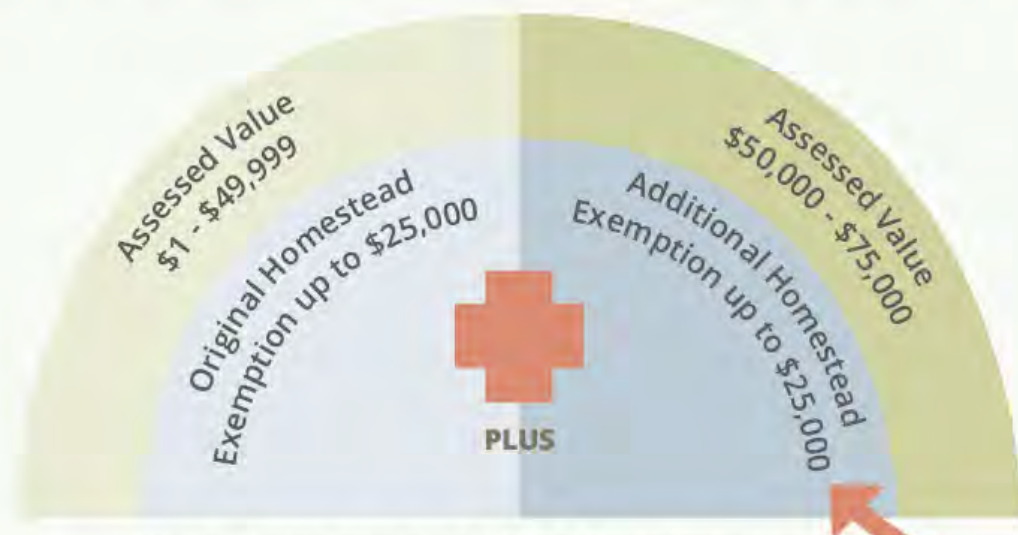 Assessed Value
$1 - $49,999
Original Homestead
Exemption up to $25,000
Assessed Value
$50,000 - $75,000
Additional Homestead
Exemption up to $25,000
PLUS